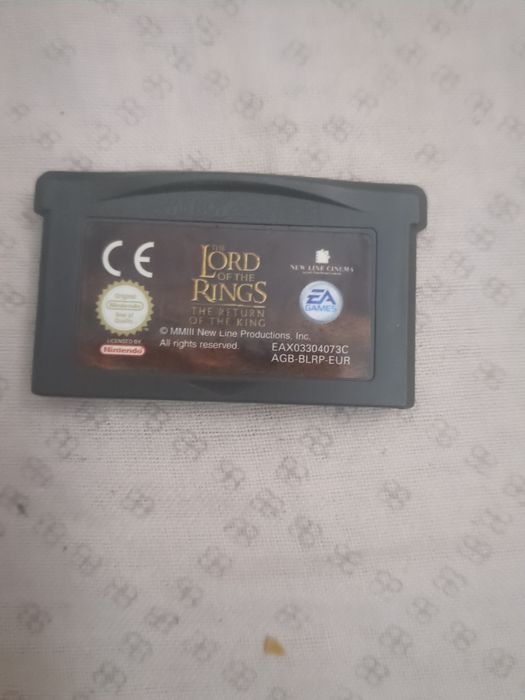 CE
THE
LORD
OF THE
RINGS
THE RETURN
OF THE KING
NEW LINE CINEMA
Original
Nintendo
Seal of
Quality
EA
GAMES
LICENSED BY
Nintendo
© MMIII New Line Productions, Inc.
All rights reserved.
EAX03304073C
AGB-BLRP-EUR